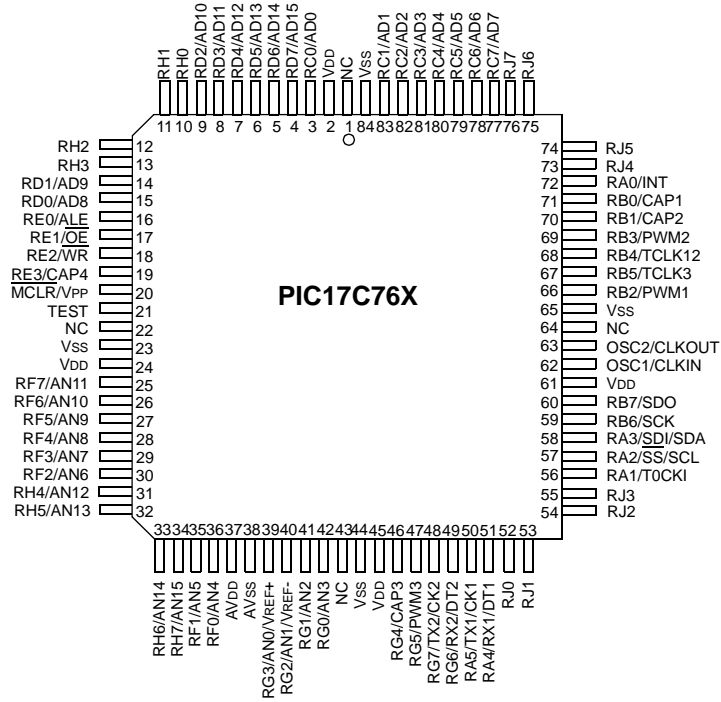 RH1
RH0
RD2/AD10
RD3/AD11
RD4/AD12
RD5/AD13
RD6/AD14
RD7/AD15
RC0/AD0
VDD
NC
VSS
RC1/AD1
RC2/AD2
RC3/AD3
RC4/AD4
RC5/AD5
RC6/AD6
RC7/AD7
RJ7
RJ6
11 10 9 8 7 6 5 4 3 2 1 84 83 82 81 80 79 78 77 76 75
RH2 12
RH3 13
RD1/AD9 14
RD0/AD8 15
RE0/ALE 16
RE1/OE 17
RE2/WR 18
RE3/CAP4 19
MCLR/VPP 20
TEST 21
NC 22
VSS 23
VDD 24
RF7/AN11 25
RF6/AN10 26
RF5/AN9 27
RF4/AN8 28
RF3/AN7 29
RF2/AN6 30
RH4/AN12 31
RH5/AN13 32
PIC17C76X
74 RJ5
73 RJ4
72 RA0/INT
71 RB0/CAP1
70 RB1/CAP2
69 RB3/PWM2
68 RB4/TCLK12
67 RB5/TCLK3
66 RB2/PWM1
65 VSS
64 NC
63 OSC2/CLKOUT
62 OSC1/CLKIN
61 VDD
60 RB7/SDO
59 RB6/SCK
58 RA3/SDI/SDA
57 RA2/SS/SCL
56 RA1/T0CKI
55 RJ3
54 RJ2
33 34 35 36 37 38 39 40 41 42 43 44 45 46 47 48 49 50 51 52 53
RH6/AN14
RH7/AN15
RF1/AN5
RF0/AN4
AVDD
AVSS
RG3/AN0/VREF+
RG2/AN1/VREF-
RG1/AN2
RG0/AN3
NC
VSS
VDD
RG4/CAP3
RG5/PWM3
RG7/TX2/CK2
RG6/RX2/DT2
RA5/TX1/CK1
RA4/RX1/DT1
RJ0
RJ1